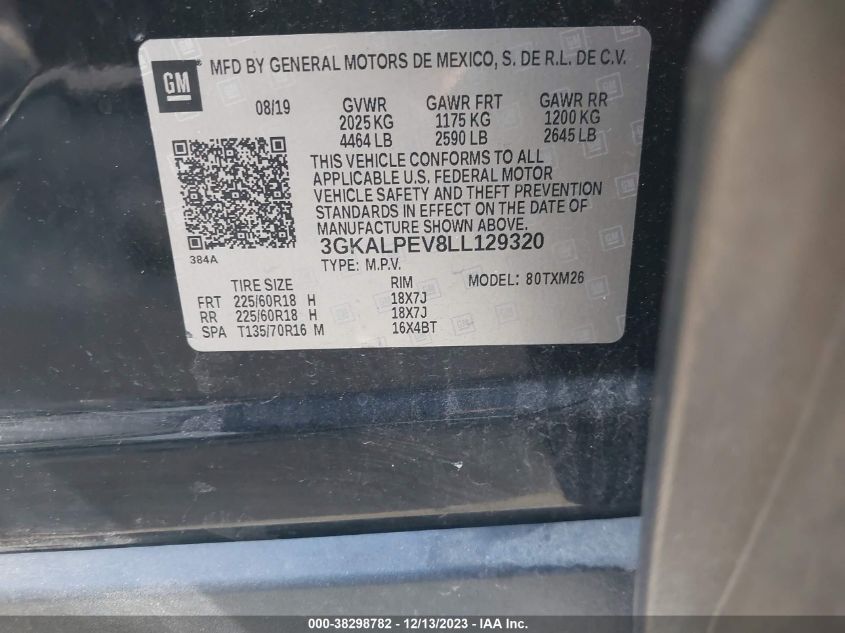 GM
MFD BY GENERAL MOTORS DE MEXICO, S. DE R.L. DE C.V.
08/19 GVWR GAWR FRT GAWR RR
2025 KG 1175 KG 1200 KG
4464 LB 2590 LB 2645 LB
THIS VEHICLE CONFORMS TO ALL
APPLICABLE U.S. FEDERAL MOTOR
VEHICLE SAFETY AND THEFT PREVENTION
STANDARDS IN EFFECT ON THE DATE OF
MANUFACTURE SHOWN ABOVE.
3GKALPEV8LL129320
384A
TYPE: M.P.V. MODEL: 80TXM26
TIRE SIZE RIM
FRT 225/60R18 H 18X7J
RR 225/60R18 H 18X7J
SPA T135/70R16 M 16X4BT
000-38298782 - 12/13/2023 - IAA Inc.